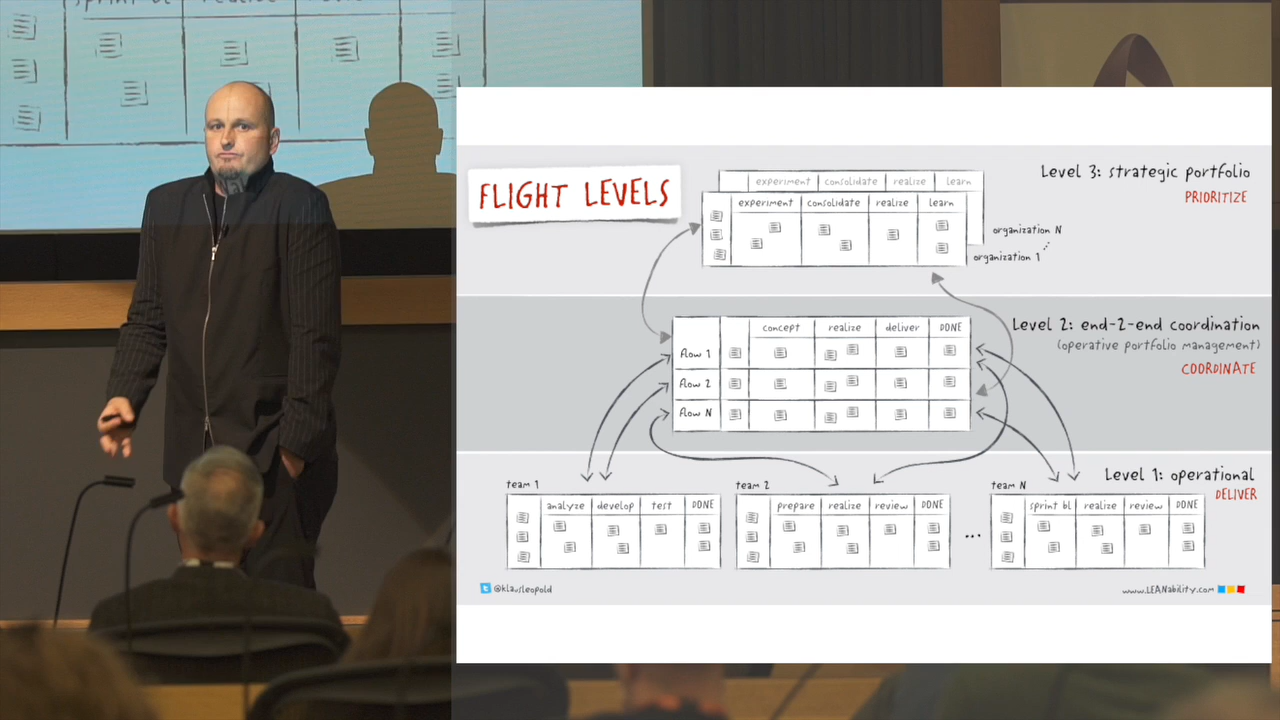 sprint bl realize
FLIGHT LEVELS
Level 3: strategic portfolio
PRIORITIZE
experiment consolidate realize learn
experiment consolidate realize learn
organization N
organization 1
Level 2: end-2-end coordination
(operative portfolio management)
COORDINATE
concept realize deliver DONE
flow 1
flow 2
flow N
Level 1: operational
DELIVER
team 1
analyze develop test DONE
team 2
prepare realize review DONE
...
team N
sprint bl realize review DONE
@klausleopold
www.LEANability.com